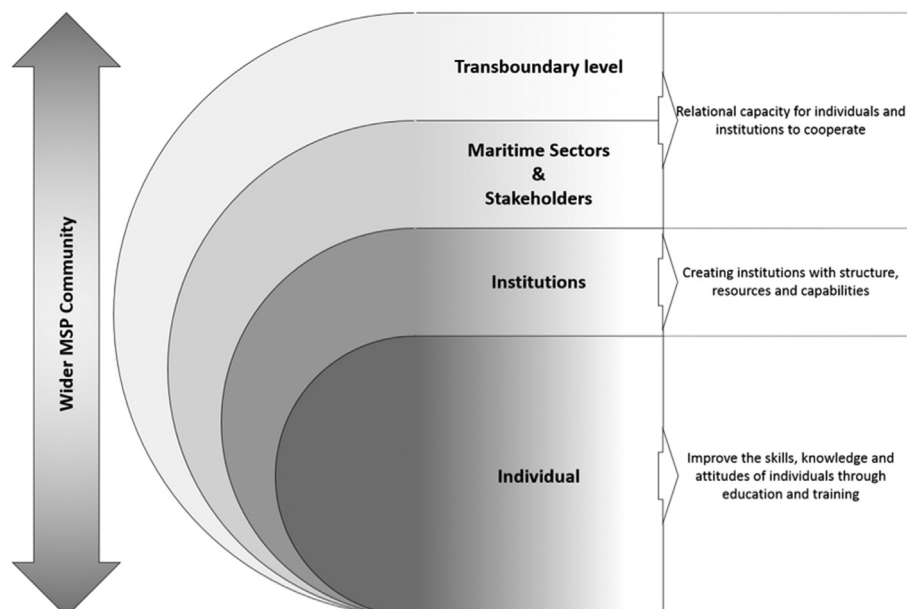 Wider MSP Community
Transboundary level
Relational capacity for individuals and
institutions to cooperate
Maritime Sectors
&
Stakeholders
Institutions
Creating institutions with structure,
resources and capabilities
Individual
Improve the skills, knowledge and
attitudes of individuals through
education and training